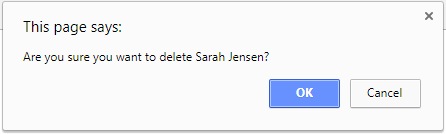 This page says:
Are you sure you want to delete Sarah Jensen?
OK Cancel